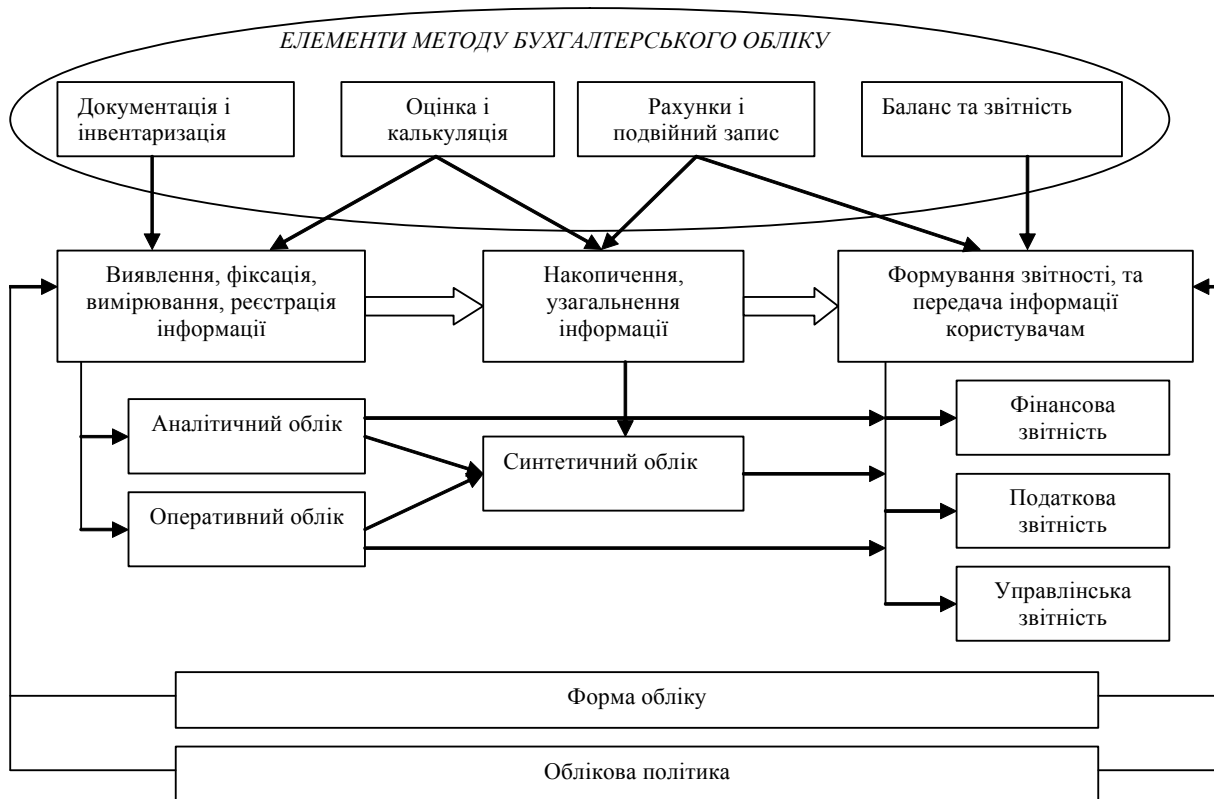 ЕЛЕМЕНТИ МЕТОДУ БУХГАЛТЕРСЬКОГО ОБЛІКУ
Документація і
інвентаризація
Оцінка і
калькуляція
Рахунки і
подвійний запис
Баланс та звітність
Виявлення, фіксація,
вимірювання, реєстрація
інформації
Накопичення,
узагальнення
інформації
Формування звітності, та
передача інформації
користувачам
Аналітичний облік
Оперативний облік
Синтетичний облік
Фінансова
звітність
Податкова
звітність
Управлінська
звітність
Форма обліку
Облікова політика